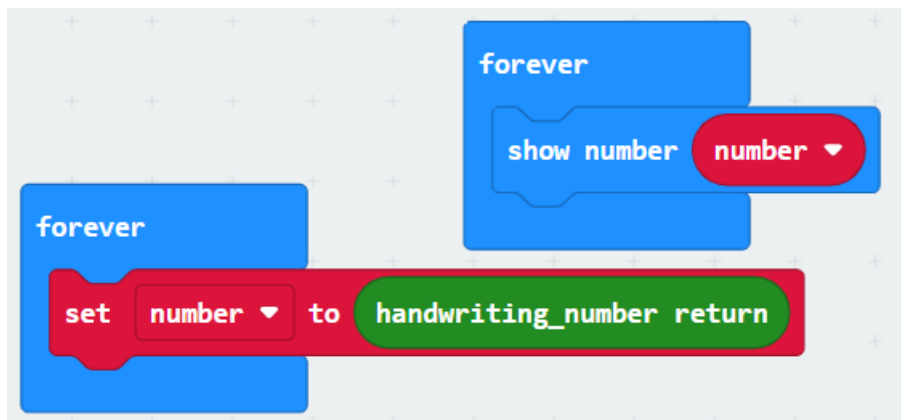 forever
show number number
forever
set number to handwriting_number return